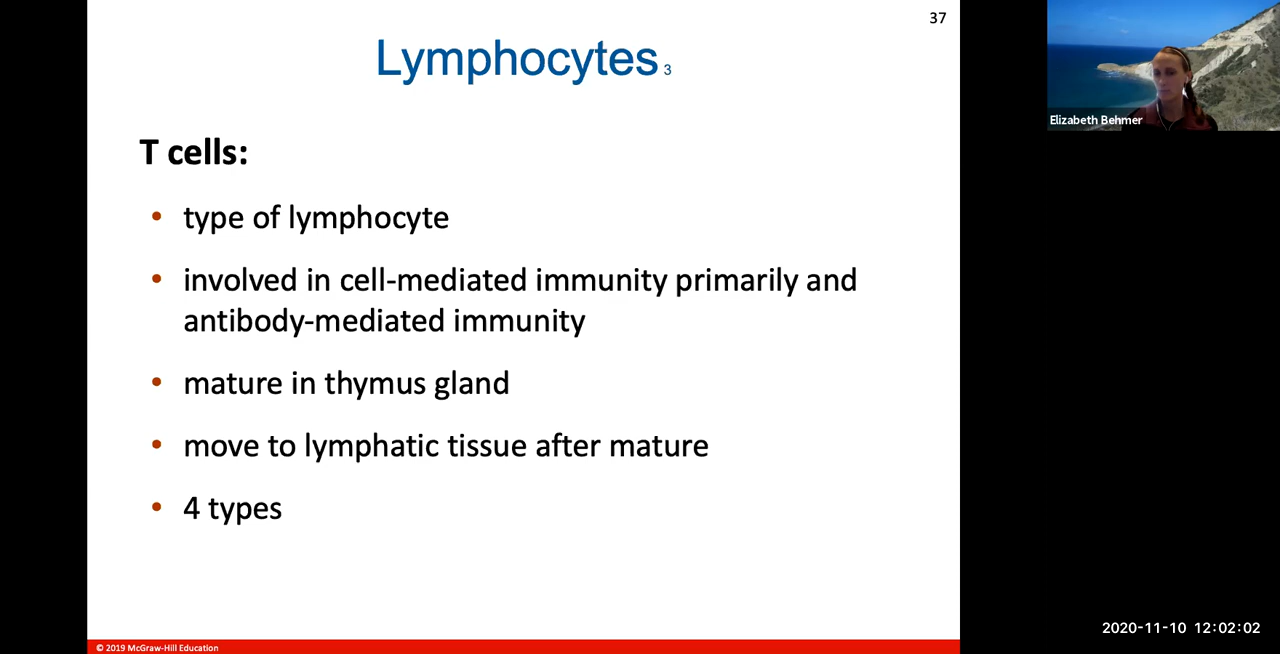 37
Lymphocytes 3
T cells:
• type of lymphocyte
• involved in cell-mediated immunity primarily and
antibody-mediated immunity
• mature in thymus gland
• move to lymphatic tissue after mature
• 4 types
© 2019 McGraw-Hill Education
Elizabeth Behmer
2020-11-10 12:02:02